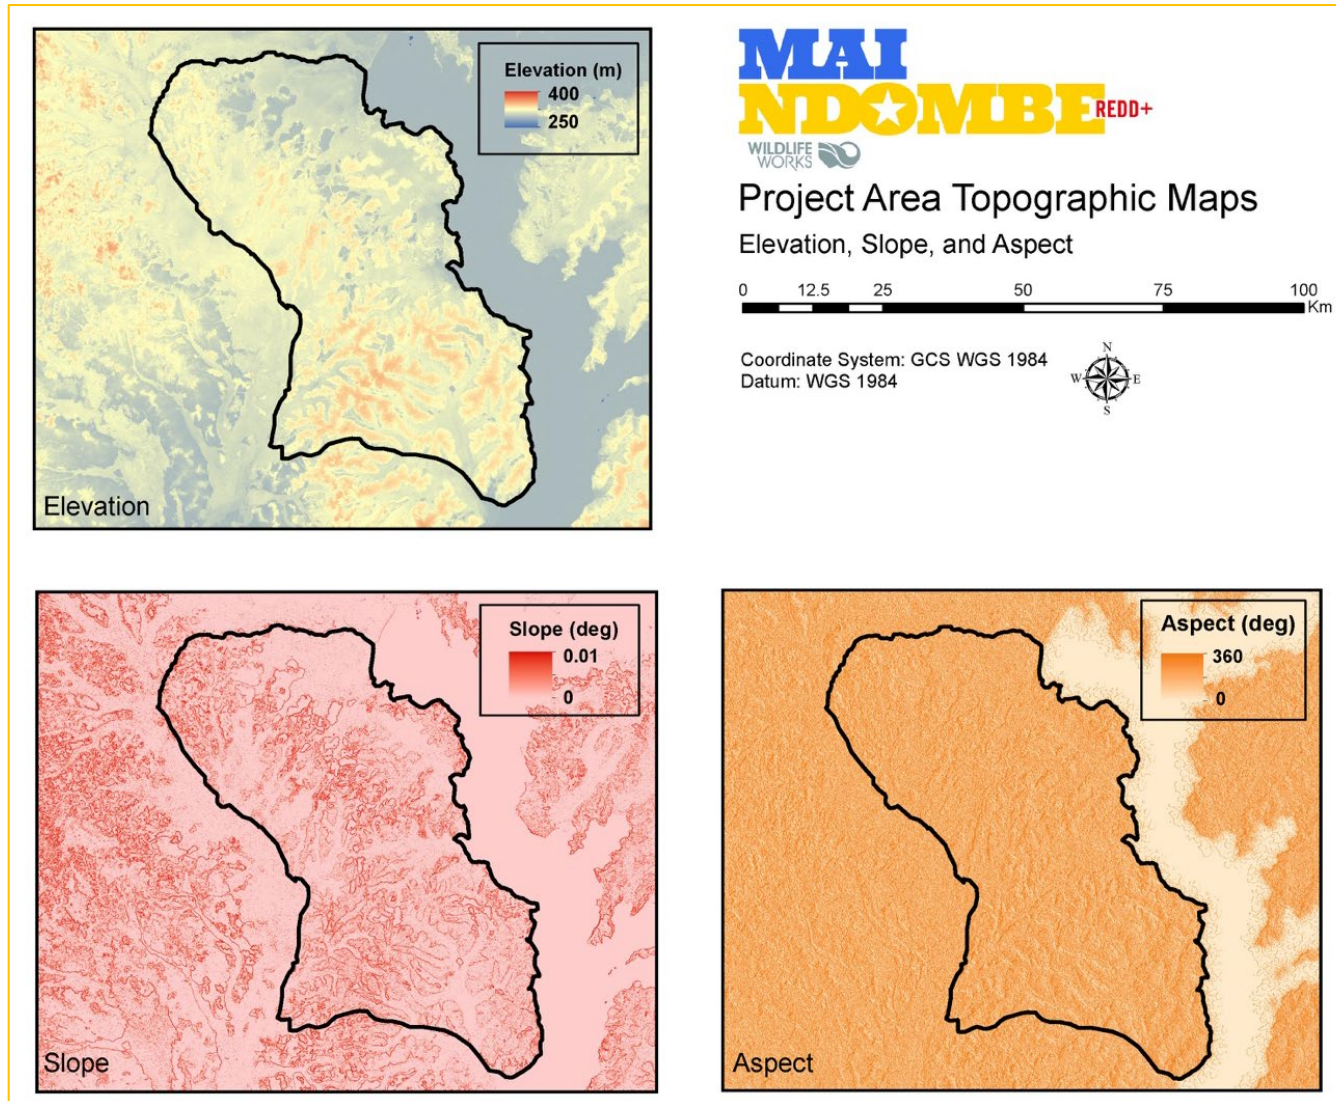 Elevation (m)
400
250
Elevation
MAI
NDOMBE REDD+
WILDLIFE
WORKS
Project Area Topographic Maps
Elevation, Slope, and Aspect
0 12.5 25 50 75 100
Km
Coordinate System: GCS WGS 1984
Datum: WGS 1984
N
W E
S
Slope (deg)
0.01
0
Slope
Aspect (deg)
360
0
Aspect